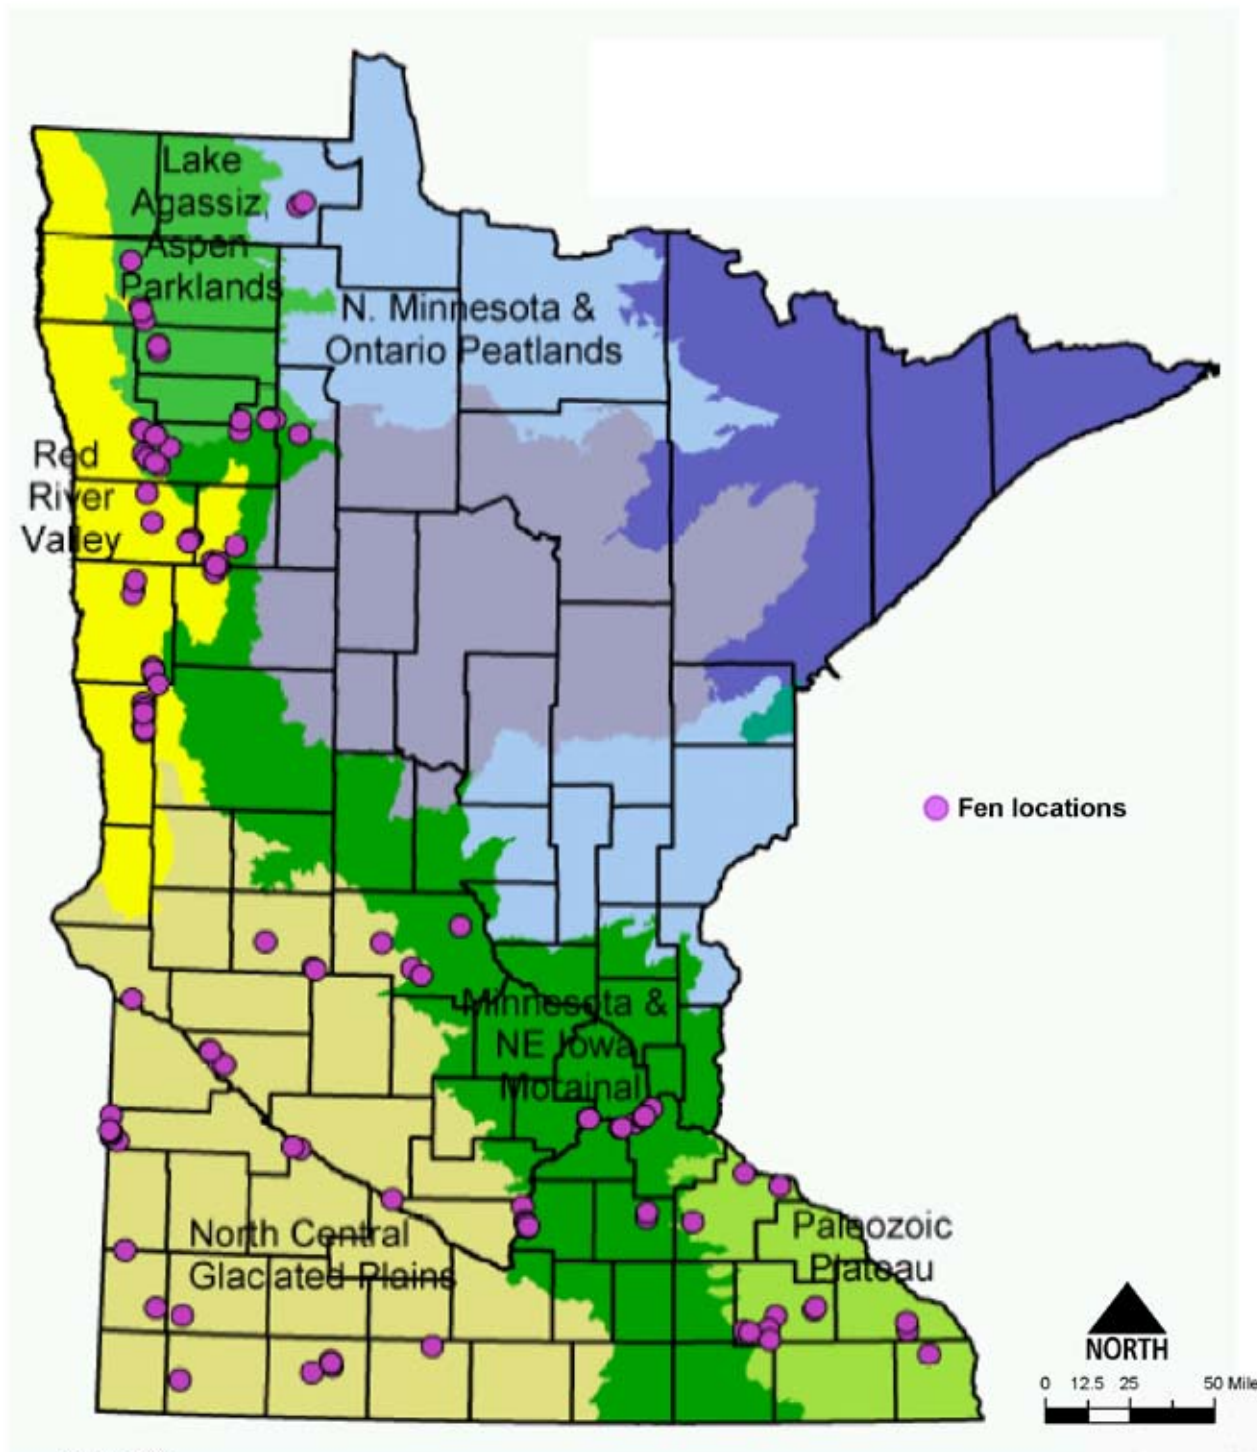 Lake
Agassiz,
Aspen
Parklands
N. Minnesota &
Ontario Peatlands
Red
River
Valley
Fen locations
Minnesota &
NE Iowa
Morainal
North Central
Glaciated Plains
Paleozoic
Plateau
NORTH
0 12.5 25 50 Mile